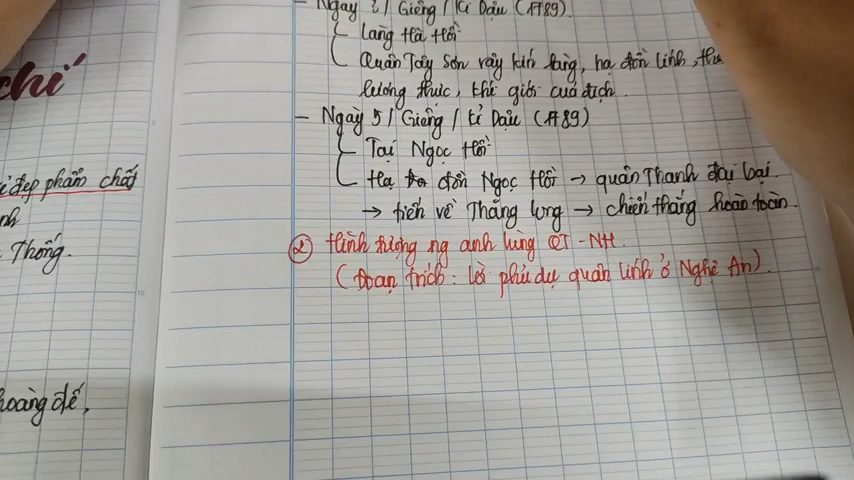 chí
đẹp phẩm chất
nh
Thống.
hoàng đế,
- Ngày 3 / Giêng / Kỉ Dậu (1789).
Làng Hà Hồi
Quân Tây Sơn vây kín làng, hạ đồn lính, thu
lương thực, khí giới của địch.
- Ngày 5 / Giêng / Kỉ Dậu (1789)
Tại Ngọc Hồi
Hạ đồn Ngọc Hồi → quân Thanh đại bại.
→ tiến về Thăng Long → chiến thắng hoàn toàn.
② Hình tượng ng anh hùng QT - NH.
(Đoạn trích: Lời phủ dụ quân lính ở Nghệ An).